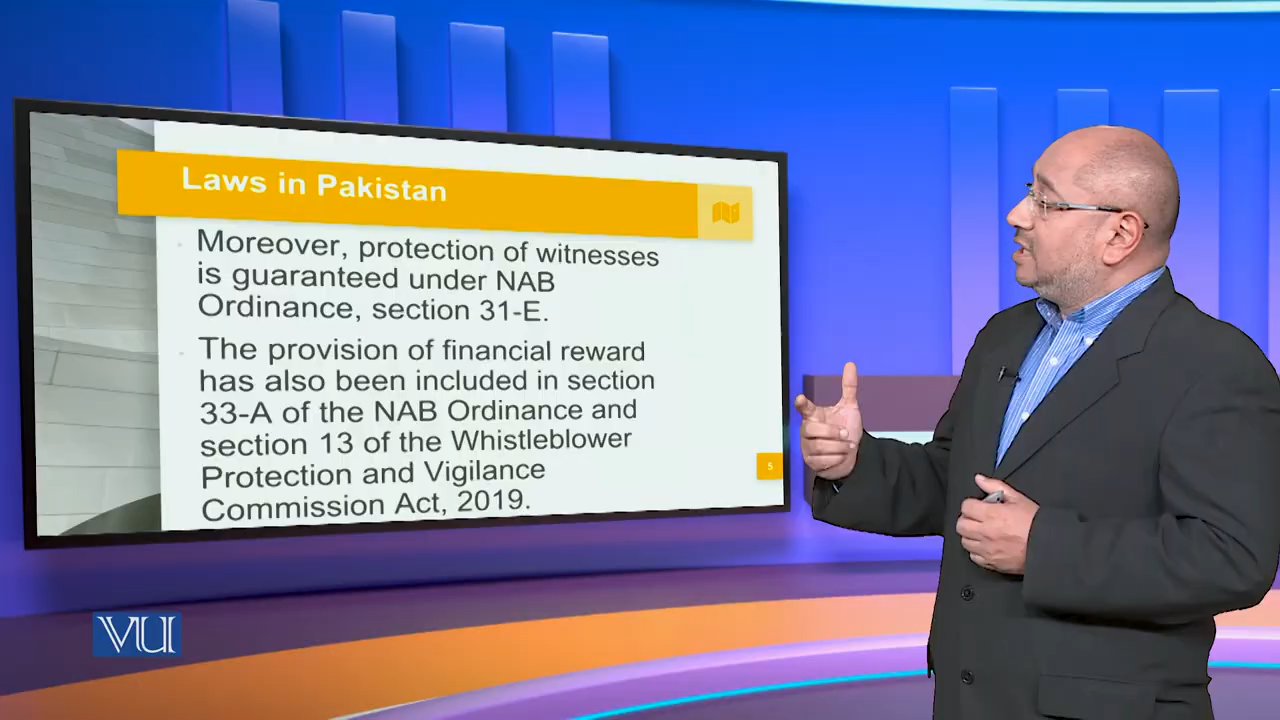 Laws in Pakistan
Moreover, protection of witnesses
is guaranteed under NAB
Ordinance, section 31-E.
The provision of financial reward
has also been included in section
33-A of the NAB Ordinance and
section 13 of the Whistleblower
Protection and Vigilance
Commission Act, 2019.
5
VU